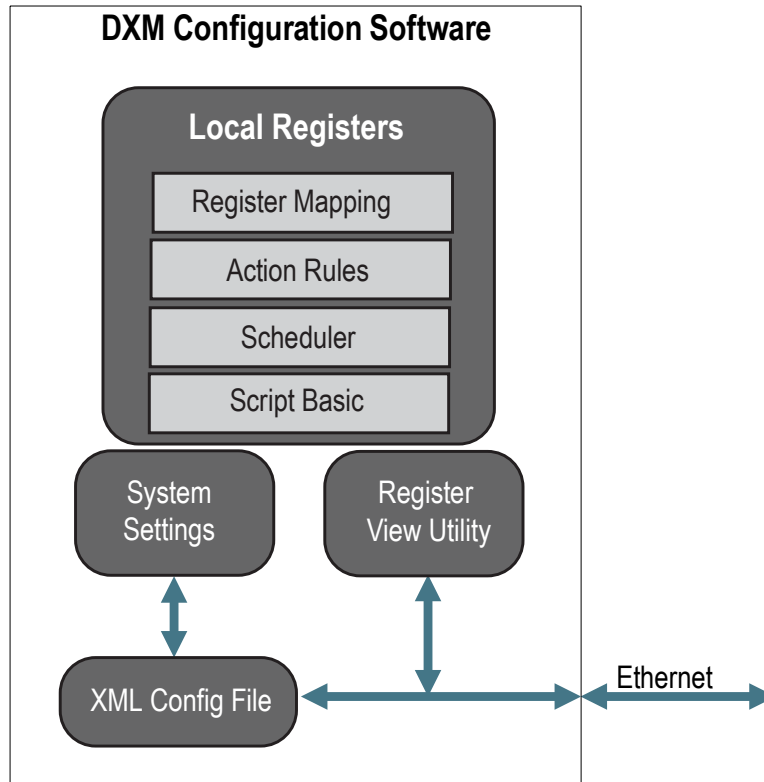 DXM Configuration Software
Local Registers
Register Mapping
Action Rules
Scheduler
Script Basic
System
Settings
Register
View Utility
XML Config File
Ethernet